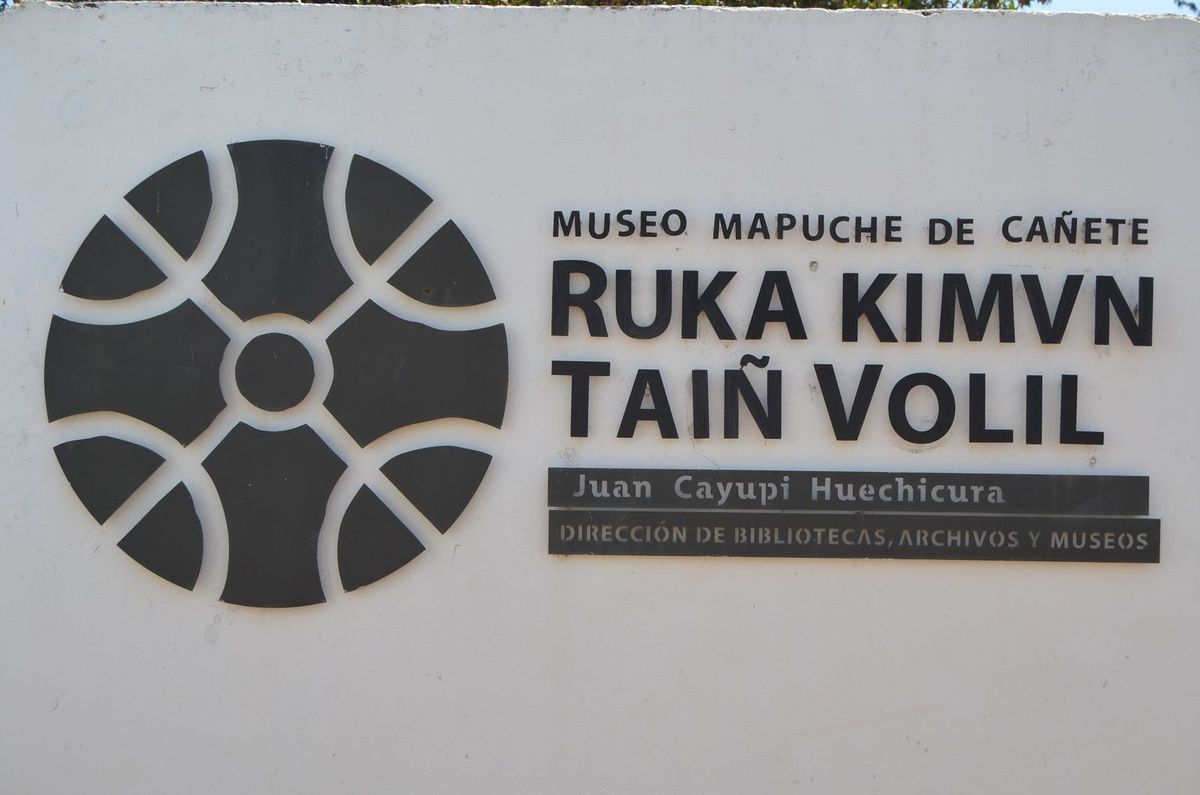 MUSEO MAPUCHE DE CAÑETE
RUKA KIMVN
TAIÑ VOLIL
Juan Cayupi Huechicura
DIRECCIÓN DE BIBLIOTECAS, ARCHIVOS Y MUSEOS